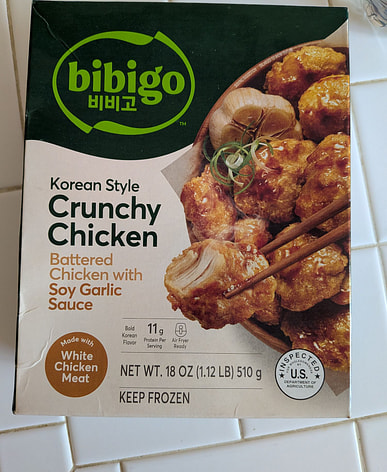 bibigo
비비고
TM
Korean Style
Crunchy
Chicken
Battered
Chicken with
Soy Garlic
Sauce
Made with
White
Chicken
Meat
Bold
Korean
Flavor
11g
Protein Per
Serving
Air Fryer
Ready
NET WT. 18 OZ (1.12 LB) 510 g
KEEP FROZEN
INSPECTED
U.S.
DEPARTMENT OF
AGRICULTURE